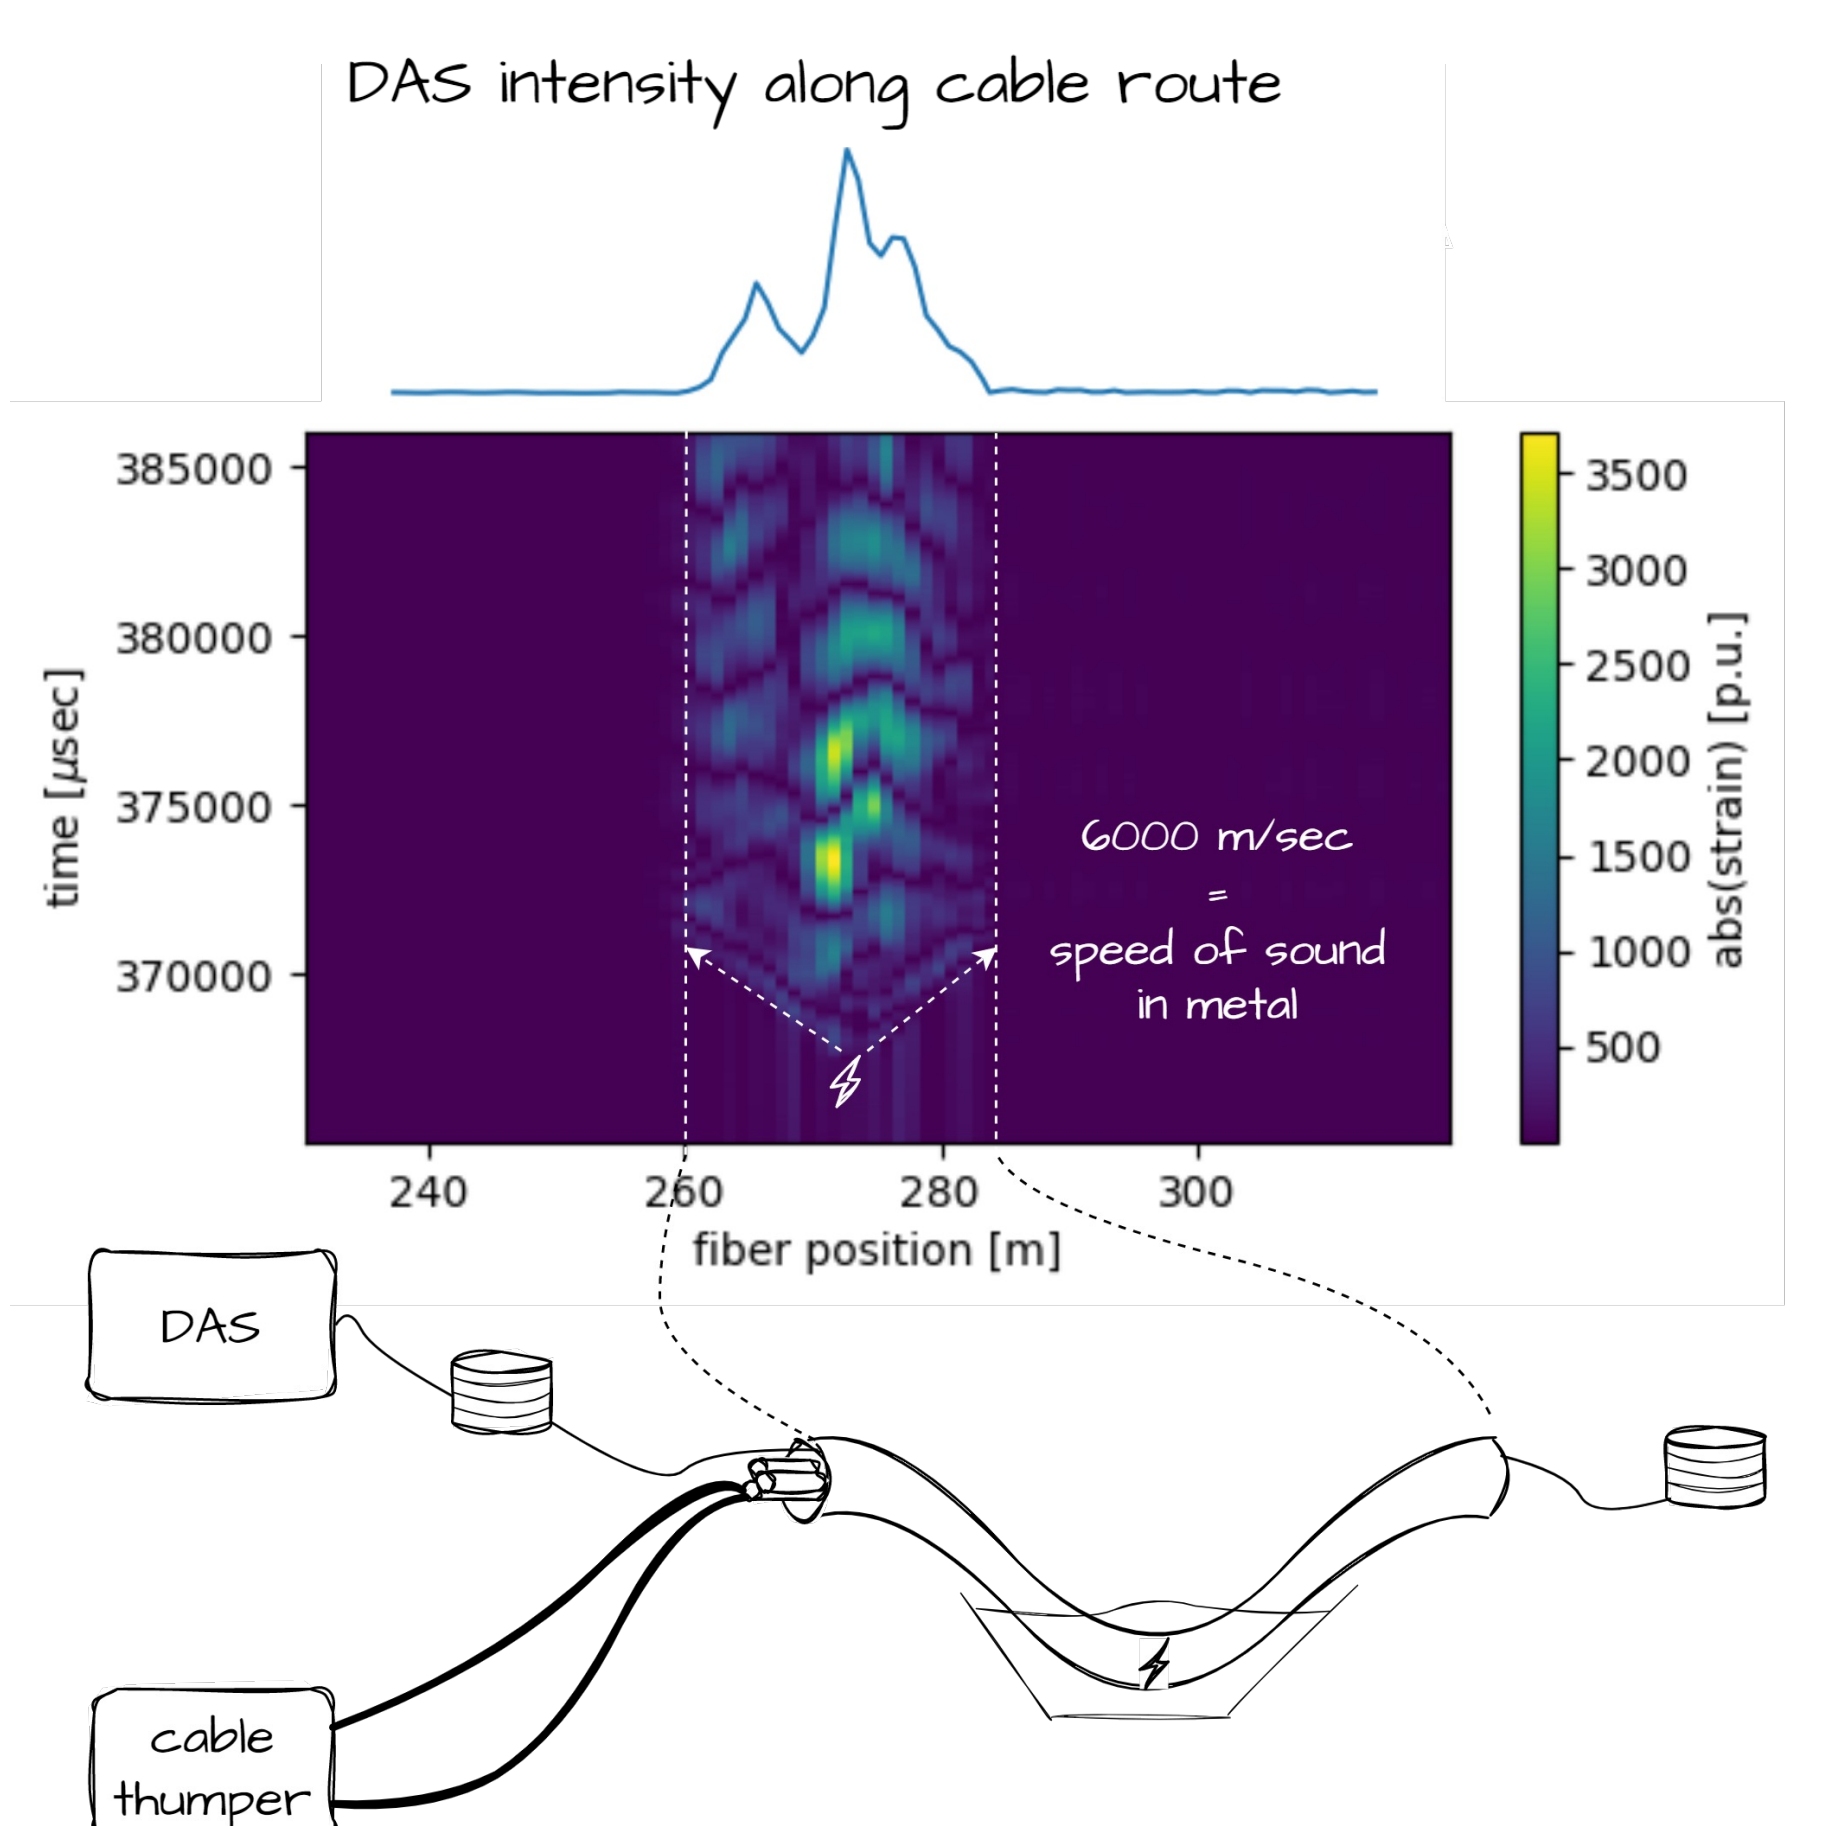 DAS intensity along cable route
385000
380000
375000
370000
time [μsec]
6000 m/sec
=
speed of sound
in metal
3500
3000
2500
2000
1500
1000
500
abs(strain) [p.u.]
240
260
280
300
fiber position [m]
DAS
cable
thumper